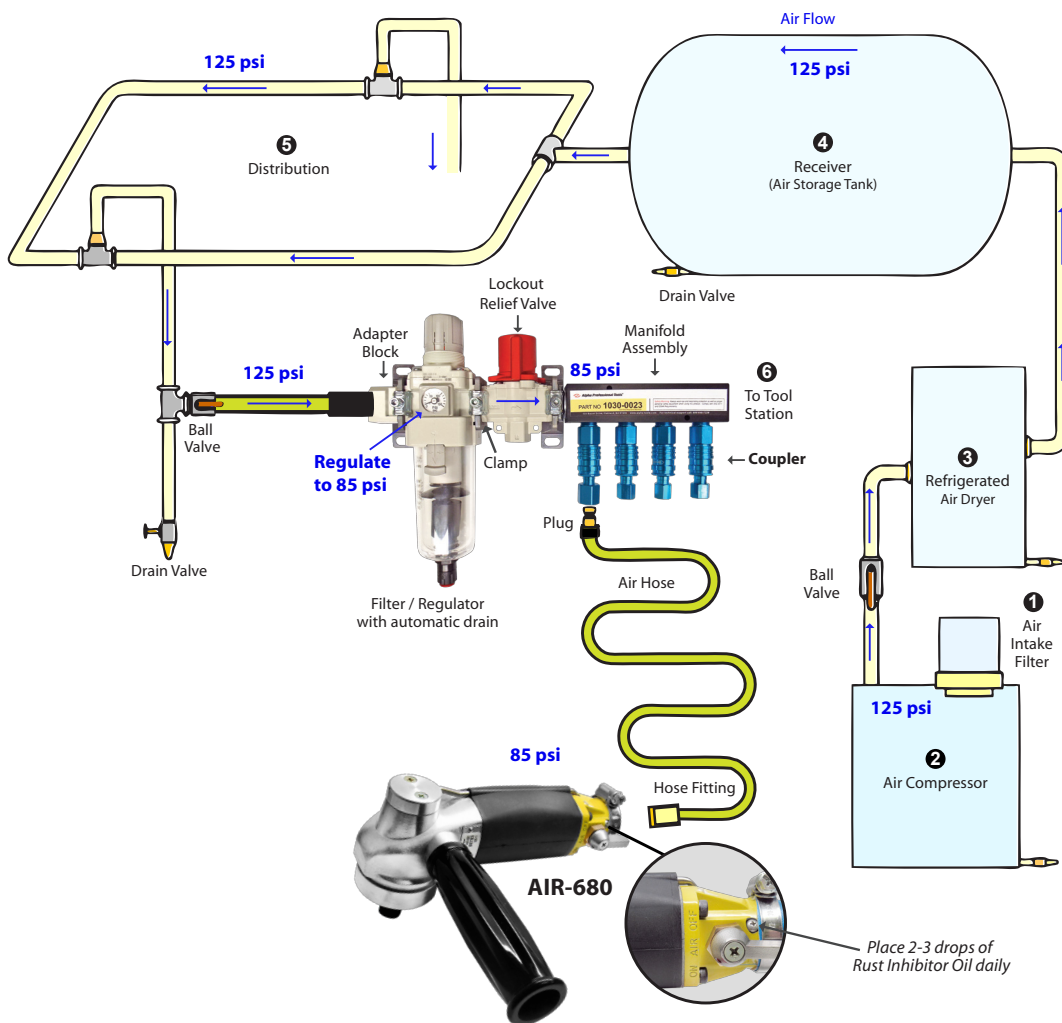 Air Flow
125 psi
125 psi
5
Distribution
4
Receiver
(Air Storage Tank)
Drain Valve
Lockout
Relief Valve
Adapter
Block
Manifold
Assembly
125 psi
85 psi
6
To Tool
Station
Alpha Professional Tools
PART NO 1030-0023
Ball
Valve
Regulate
to 85 psi
Clamp
Coupler
3
Refrigerated
Air Dryer
Plug
Drain Valve
Air Hose
Ball
Valve
Filter / Regulator
with automatic drain
1
Air
Intake
Filter
125 psi
2
Air Compressor
85 psi
Hose Fitting
AIR-680
ON AIR OFF
Place 2-3 drops of
Rust Inhibitor Oil daily